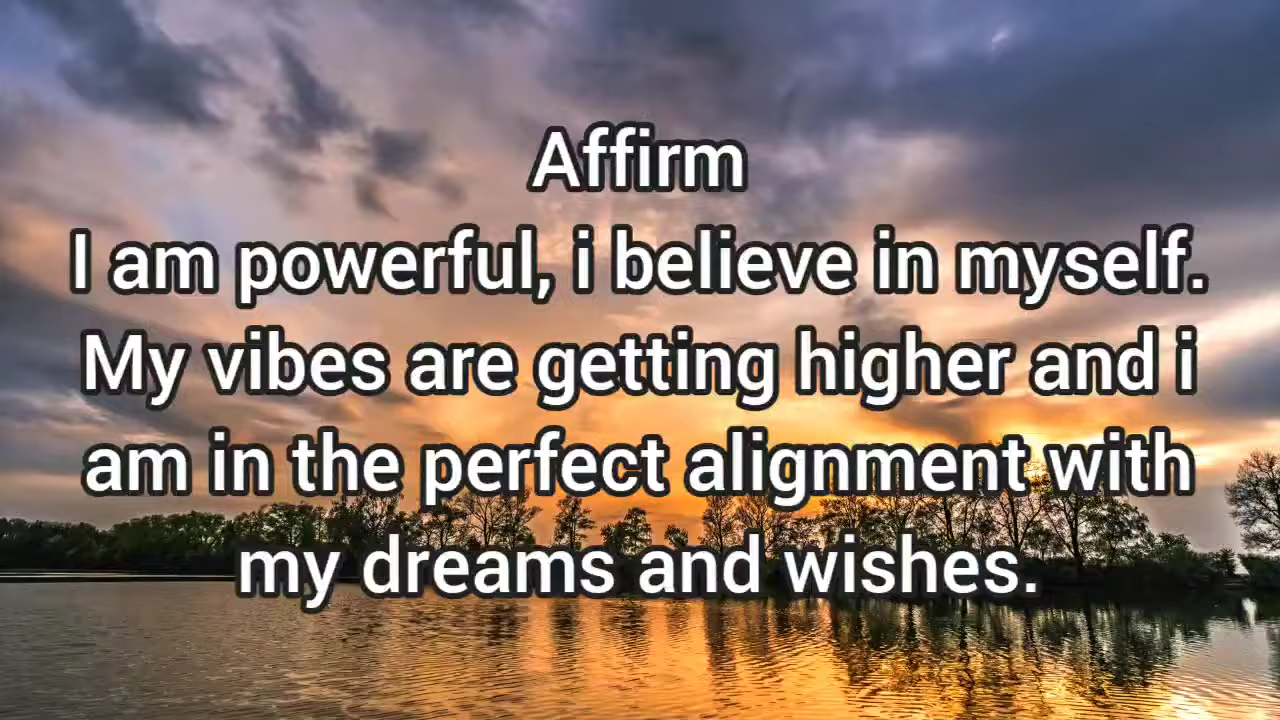 Affirm
I am powerful, i believe in myself.
My vibes are getting higher and i
am in the perfect alignment with
my dreams and wishes.